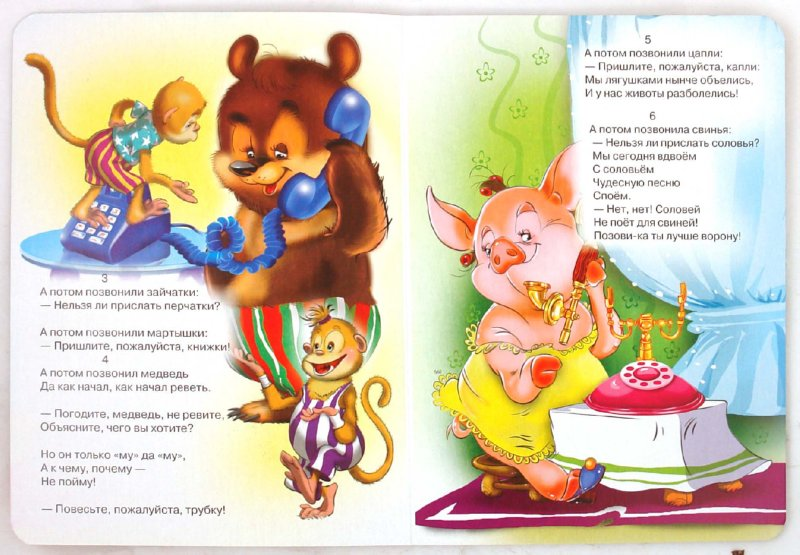 3
А потом позвонили зайчатки:
— Нельзя ли прислать перчатки?
А потом позвонили мартышки:
— Пришлите, пожалуйста, книжки!
4
А потом позвонил медведь
Да как начал, как начал реветь.
— Погодите, медведь, не ревите,
Объясните, чего вы хотите?
Но он только «му» да «му»,
А к чему, почему —
Не пойму!
— Повесьте, пожалуйста, трубку!
5
А потом позвонили цапли:
— Пришлите, пожалуйста, капли:
Мы лягушками нынче объелись,
И у нас животы разболелись!
6
А потом позвонила свинья:
— Нельзя ли прислать соловья?
Мы сегодня вдвоём
С соловьём
Чудесную песню
Споём.
— Нет, нет! Соловей
Не поёт для свиней!
Позови-ка ты лучше ворону!